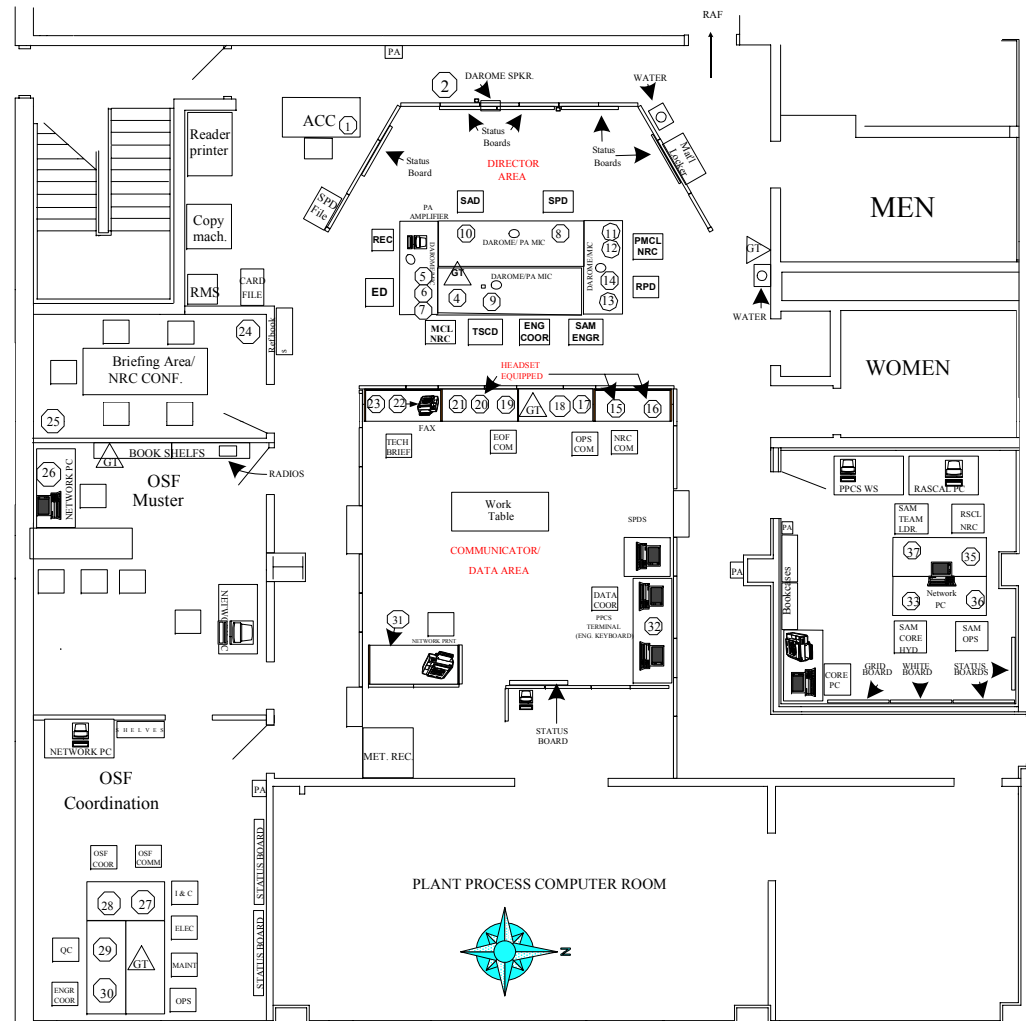 RAF
PA
DAROME SPKR.
2
WATER
ACC
1
Reader
printer
Status
Boards
Status
Boards
Status
Board
Mat'l
Locker
DIRECTOR
AREA
MEN
SPD
File
Copy
mach.
SAD
SPD
PA
AMPLIFIER
10
8
11
12
DAROME/ PA MIC
REC
PMCL
NRC
GT
DAROME/MIC
GT
DAROME/PA MIC
5
6
7
4
9
14
13
ED
RPD
RMS
CARD
FILE
WATER
24
Ref.books
MCL
NRC
TSCD
ENG
COOR
SAM
ENGR
Briefing Area/
NRC CONF.
HEADSET
EQUIPPED
WOMEN
25
23
22
21
20
19
GT
18
17
15
16
FAX
TECH
BRIEF
EOF
COM
OPS
COM
NRC
COM
BOOK SHELFS
GT
RADIOS
26
NETWORK PC
OSF
Muster
PPCS WS
RASCAL PC
Work
Table
SAM
TEAM
LDR.
RSCL
NRC
SPDS
PA
PA
37
35
COMMUNICATOR/
DATA AREA
Bookcases
Network
PC
33
36
DATA
COOR
PPCS
TERMINAL
(ENG. KEYBOARD)
32
31
NETWORK PRNT
SAM
CORE
HYD
SAM
OPS
CORE
PC
GRID
BOARD
WHITE
BOARD
STATUS
BOARDS
STATUS
BOARD
SHELVES
NETWORK PC
MET. REC.
OSF
Coordination
PA
STATUS BOARD
OSF
COOR
OSF
COMM
PLANT PROCESS COMPUTER ROOM
28
27
I & C
ELEC
STATUS BOARD
QC
29
GT
MAINT
N
ENGR
COOR
30
OPS